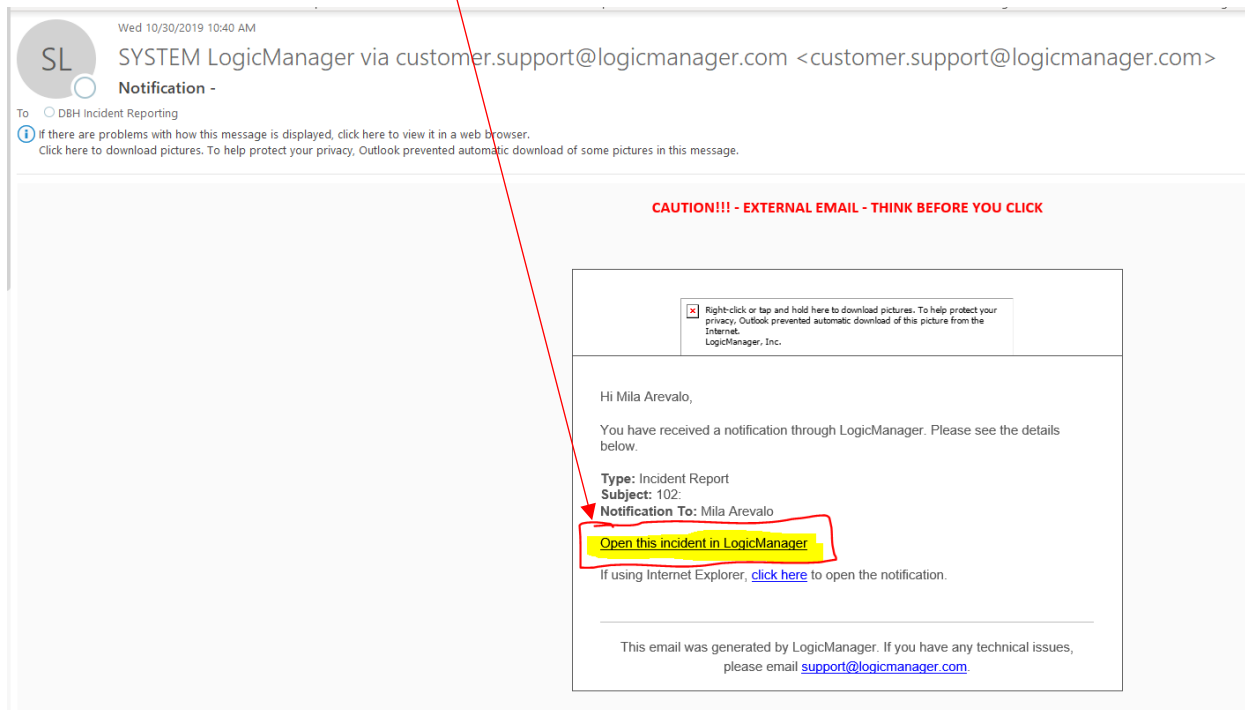 Wed 10/30/2019 10:40 AM
SL
SYSTEM LogicManager via customer.support@logicmanager.com <customer.support@logicmanager.com>
Notification -
To DBH Incident Reporting
If there are problems with how this message is displayed, click here to view it in a web browser.
Click here to download pictures. To help protect your privacy, Outlook prevented automatic download of some pictures in this message.
CAUTION!!! - EXTERNAL EMAIL - THINK BEFORE YOU CLICK
Right-click or tap and hold here to download pictures. To help protect your
privacy, Outlook prevented automatic download of this picture from the
Internet.
LogicManager, Inc.
Hi Mila Arevalo,
You have received a notification through LogicManager. Please see the details
below.
Type: Incident Report
Subject: 102:
Notification To: Mila Arevalo
Open this incident in LogicManager
If using Internet Explorer, click here to open the notification.
This email was generated by LogicManager. If you have any technical issues,
please email support@logicmanager.com.